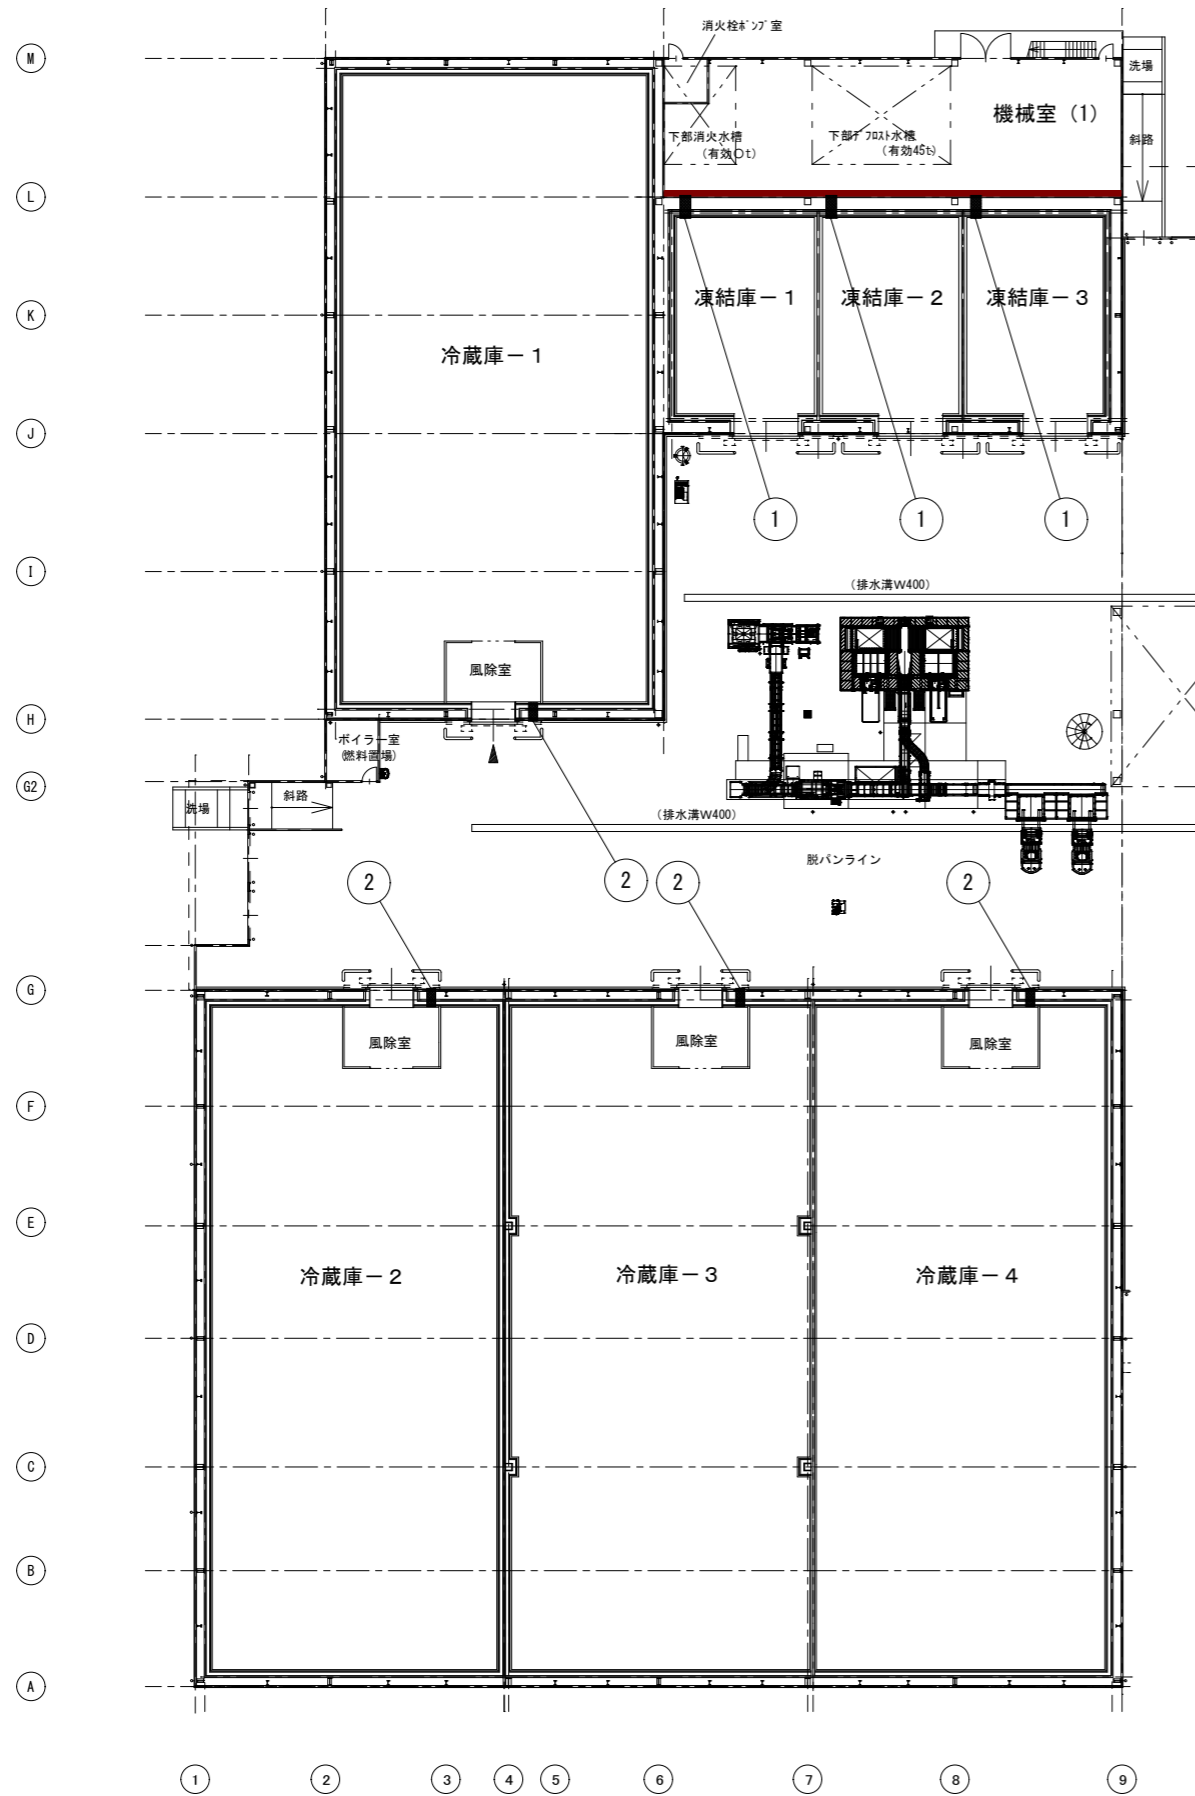 消火栓ポンプ室
M
洗場
機械室（1）
下部消火水槽
（有効Ot）
下部デフロスト水槽
（有効45t）
斜路
L
凍結庫－1
凍結庫－2
凍結庫－3
K
冷蔵庫－1
J
1
1
1
I
（排水溝W400）
風除室
H
ボイラー室
（燃料置場）
G2
洗場
斜路
（排水溝W400）
脱パンライン
2
2
2
2
G
風除室
風除室
風除室
F
E
冷蔵庫－2
冷蔵庫－3
冷蔵庫－4
D
C
B
A
1
2
3
4
5
6
7
8
9